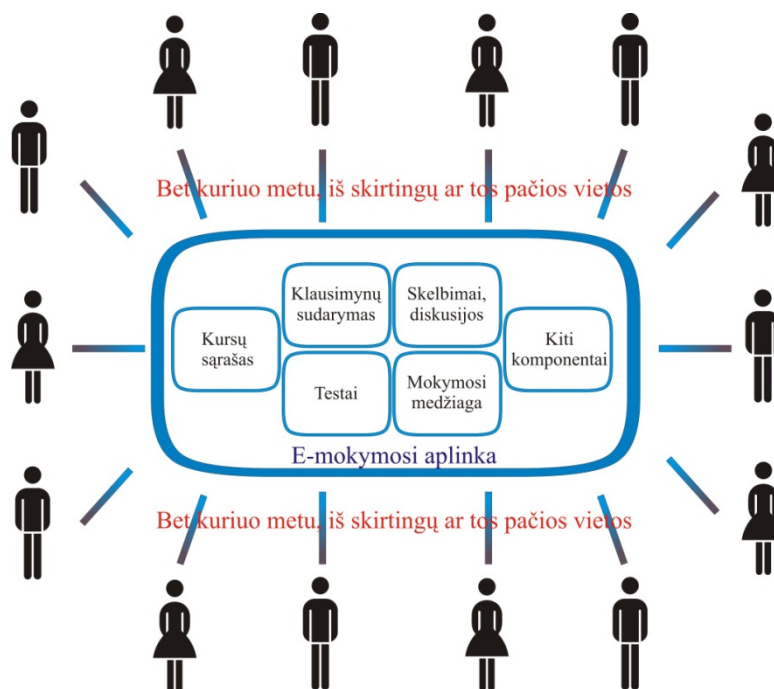 Bet kuriuo metu, iš skirtingų ar tos pačios vietos
Kursų
sąrašas
Klausimynų
sudarymas
Skelbimai,
diskusijos
Testai
Mokymosi
medžiaga
Kiti
komponentai
E-mokymosi aplinka
Bet kuriuo metu, iš skirtingų ar tos pačios vietos